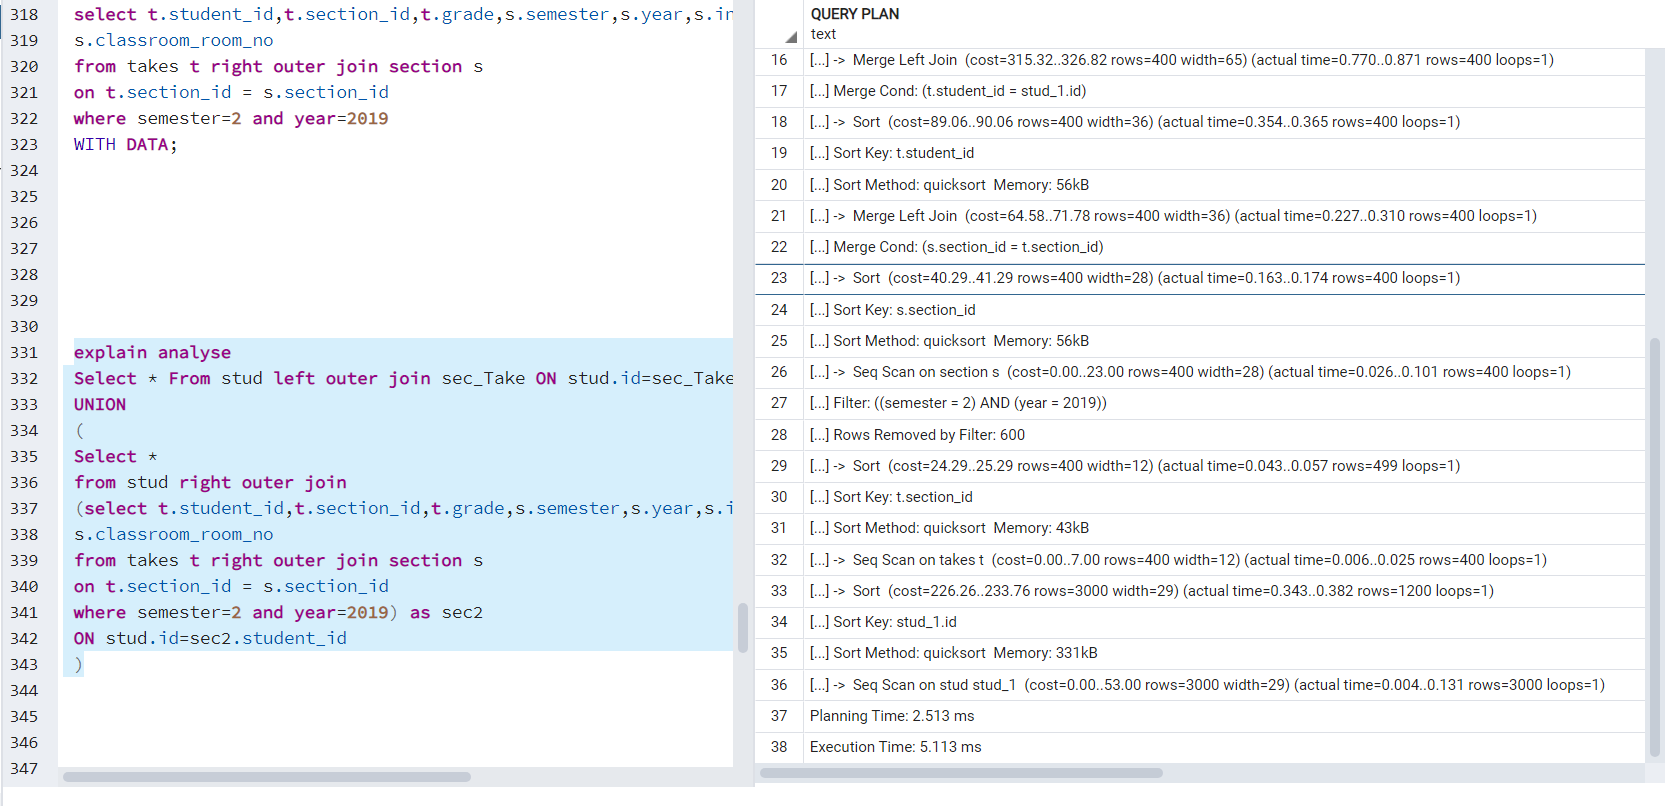 318 select t.student_id,t.section_id,t.grade,s.semester,s.year,s.in
319 s.classroom_room_no
320 from takes t right outer join section s
321 on t.section_id = s.section_id
322 where semester=2 and year=2019
323 WITH DATA;
324
325
326
327
328
329
330
331 explain analyse
332 Select * From stud left outer join sec_Take ON stud.id=sec_Take
333 UNION
334 (
335 Select *
336 from stud right outer join
337 (select t.student_id,t.section_id,t.grade,s.semester,s.year,s.i
338 s.classroom_room_no
339 from takes t right outer join section s
340 on t.section_id = s.section_id
341 where semester=2 and year=2019) as sec2
342 ON stud.id=sec2.student_id
343 )
344
345
346
347
QUERY PLAN
text
16 [...] -> Merge Left Join (cost=315.32..326.82 rows=400 width=65) (actual time=0.770..0.871 rows=400 loops=1)
17 [...] Merge Cond: (t.student_id = stud_1.id)
18 [...] -> Sort (cost=89.06..90.06 rows=400 width=36) (actual time=0.354..0.365 rows=400 loops=1)
19 [...] Sort Key: t.student_id
20 [...] Sort Method: quicksort Memory: 56kB
21 [...] -> Merge Left Join (cost=64.58..71.78 rows=400 width=36) (actual time=0.227..0.310 rows=400 loops=1)
22 [...] Merge Cond: (s.section_id = t.section_id)
23 [...] -> Sort (cost=40.29..41.29 rows=400 width=28) (actual time=0.163..0.174 rows=400 loops=1)
24 [...] Sort Key: s.section_id
25 [...] Sort Method: quicksort Memory: 56kB
26 [...] -> Seq Scan on section s (cost=0.00..23.00 rows=400 width=28) (actual time=0.026..0.101 rows=400 loops=1)
27 [...] Filter: ((semester = 2) AND (year = 2019))
28 [...] Rows Removed by Filter: 600
29 [...] -> Sort (cost=24.29..25.29 rows=400 width=12) (actual time=0.043..0.057 rows=499 loops=1)
30 [...] Sort Key: t.section_id
31 [...] Sort Method: quicksort Memory: 43kB
32 [...] -> Seq Scan on takes t (cost=0.00..7.00 rows=400 width=12) (actual time=0.006..0.025 rows=400 loops=1)
33 [...] -> Sort (cost=226.26..233.76 rows=3000 width=29) (actual time=0.343..0.382 rows=1200 loops=1)
34 [...] Sort Key: stud_1.id
35 [...] Sort Method: quicksort Memory: 331kB
36 [...] -> Seq Scan on stud stud_1 (cost=0.00..53.00 rows=3000 width=29) (actual time=0.004..0.131 rows=3000 loops=1)
37 Planning Time: 2.513 ms
38 Execution Time: 5.113 ms